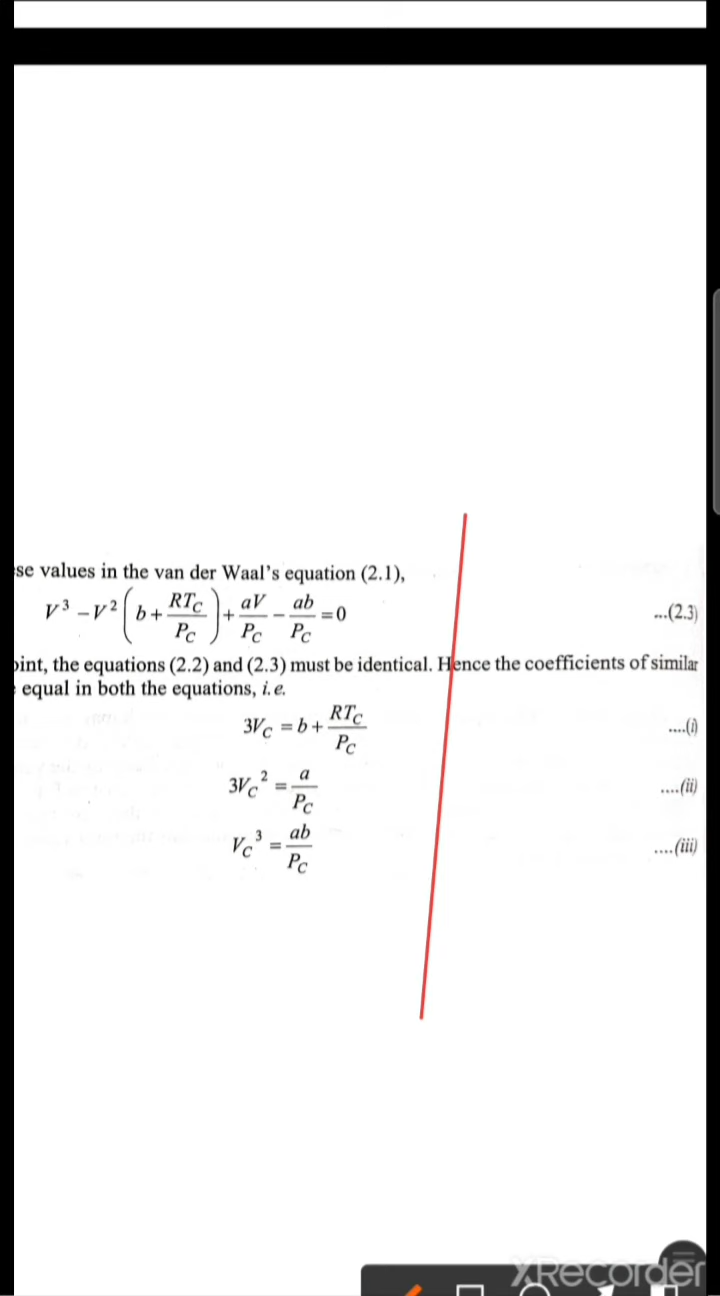 se values in the van der Waal's equation (2.1),
V³ – V² (b + RT_C / P_C) + aV / P_C – ab / P_C = 0 ...(2.3)
int, the equations (2.2) and (2.3) must be identical. Hence the coefficients of similar
equal in both the equations, i.e.
3V_C = b + RT_C / P_C ....(i)
3V_C² = a / P_C ....(ii)
V_C³ = ab / P_C ....(iii)
XRecorder